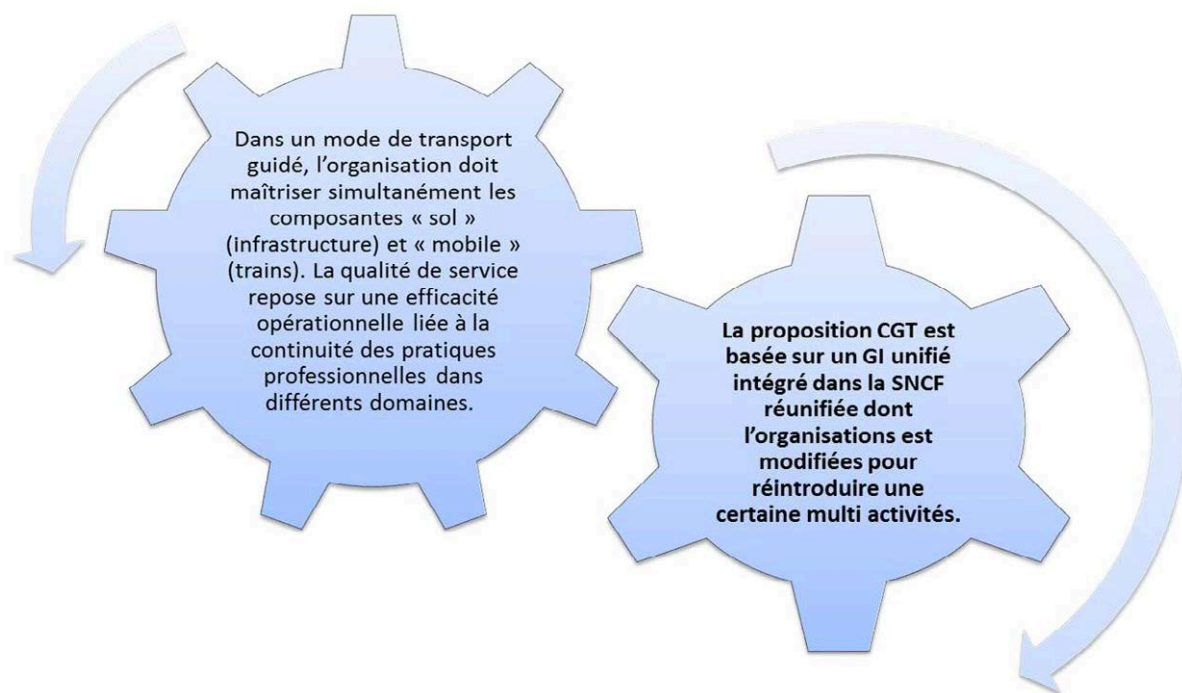 Dans un mode de transport
guidé, l’organisation doit
maîtriser simultanément les
composantes « sol »
(infrastructure) et « mobile »
(trains). La qualité de service
repose sur une efficacité
opérationnelle liée à la
continuité des pratiques
professionnelles dans
différents domaines.
La proposition CGT est
basée sur un GI unifié
intégré dans la SNCF
réunifiée dont
l’organisations est
modifiées pour
réintroduire une
certaine multi activités.